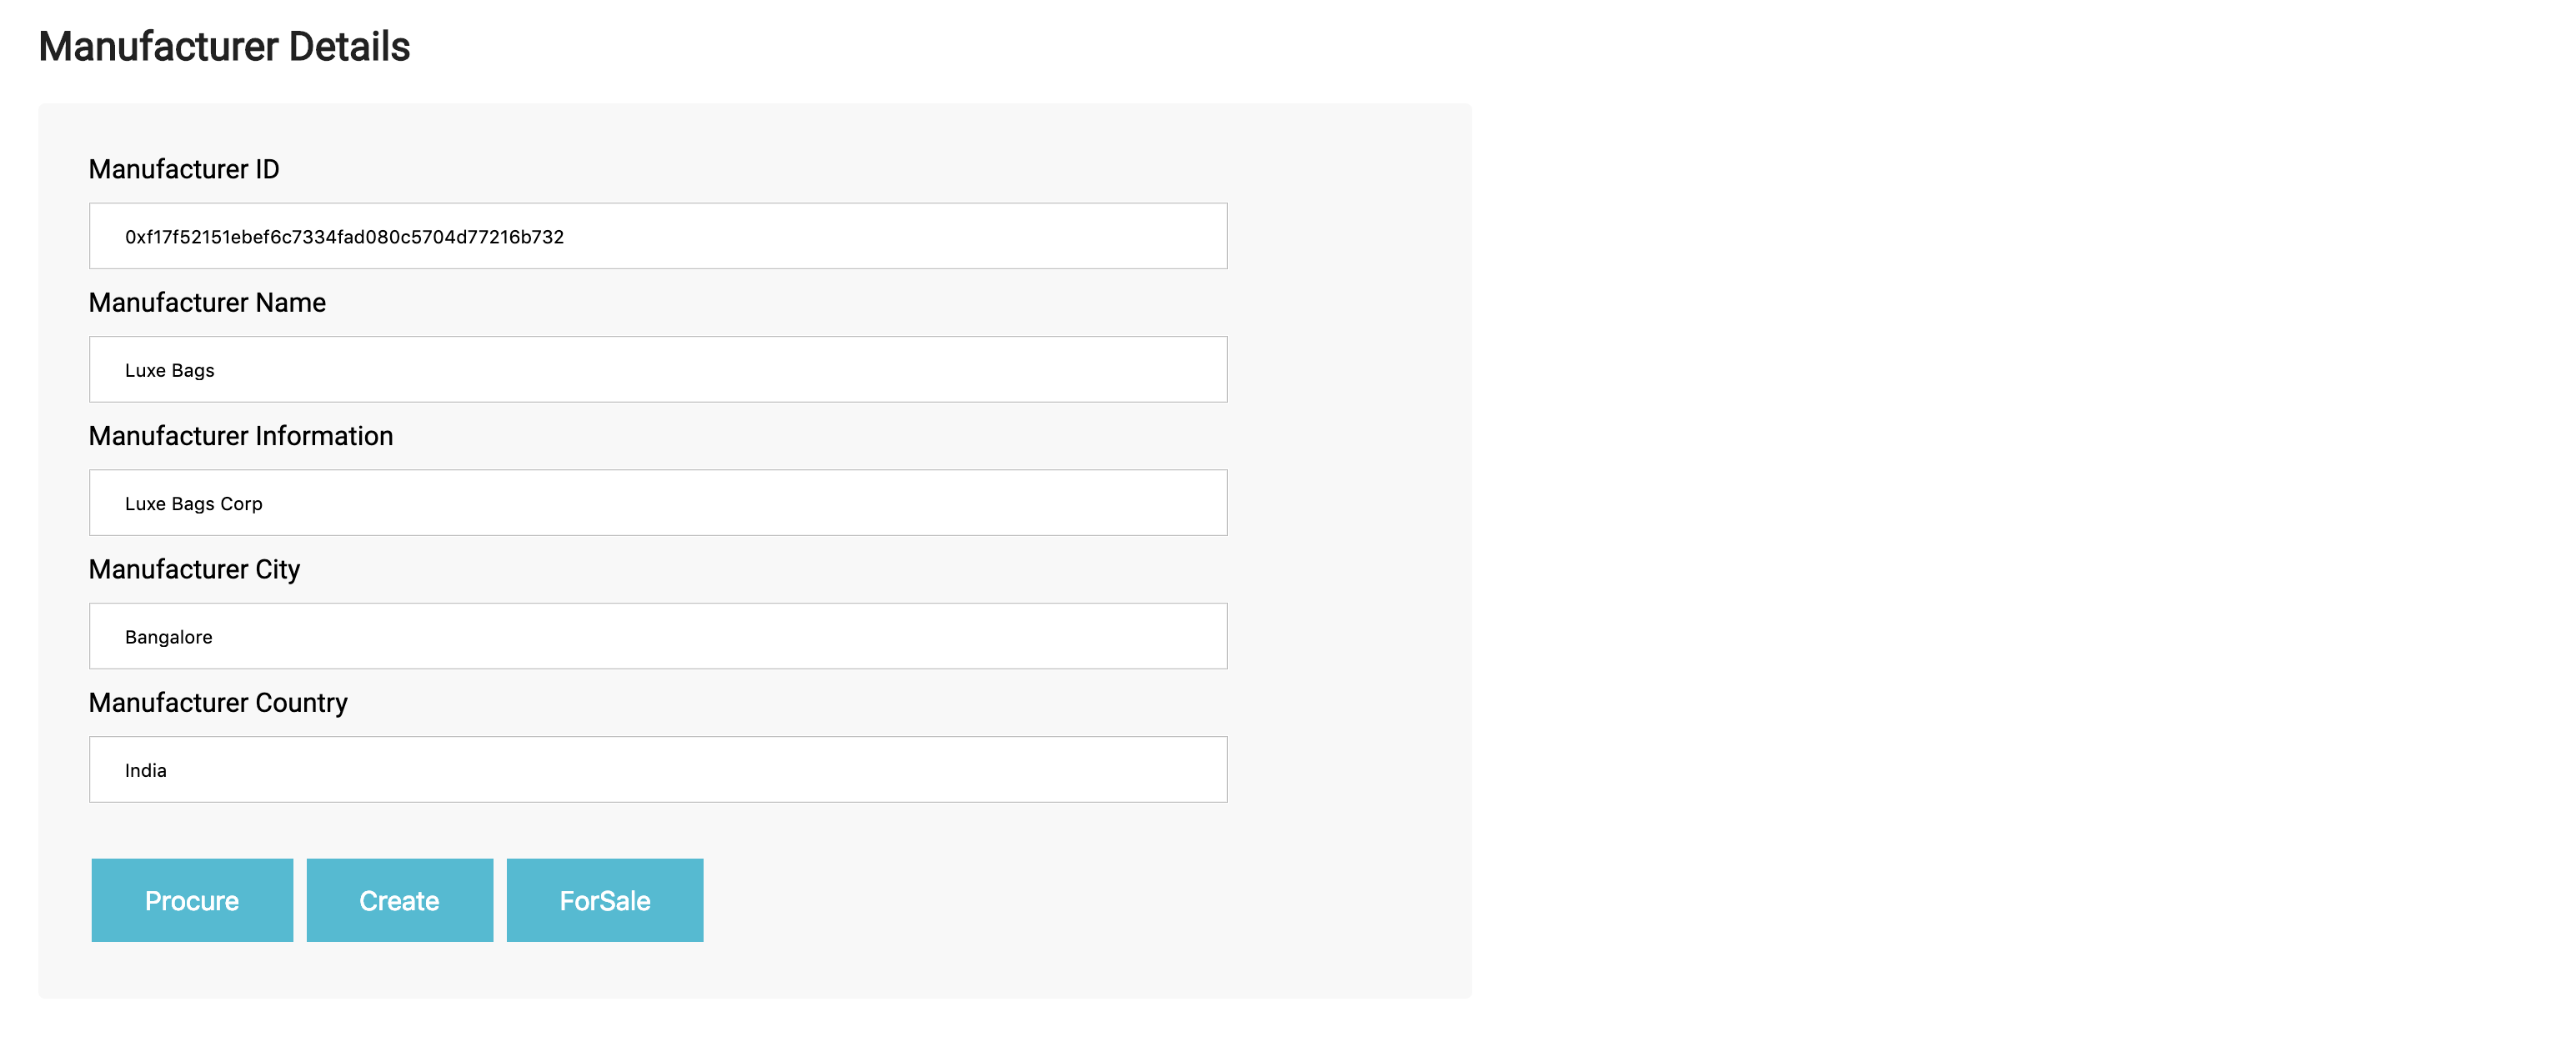 Manufacturer Details
Manufacturer ID
0xf17f52151ebef6c7334fad080c5704d77216b732
Manufacturer Name
Luxe Bags
Manufacturer Information
Luxe Bags Corp
Manufacturer City
Bangalore
Manufacturer Country
India
Procure Create ForSale